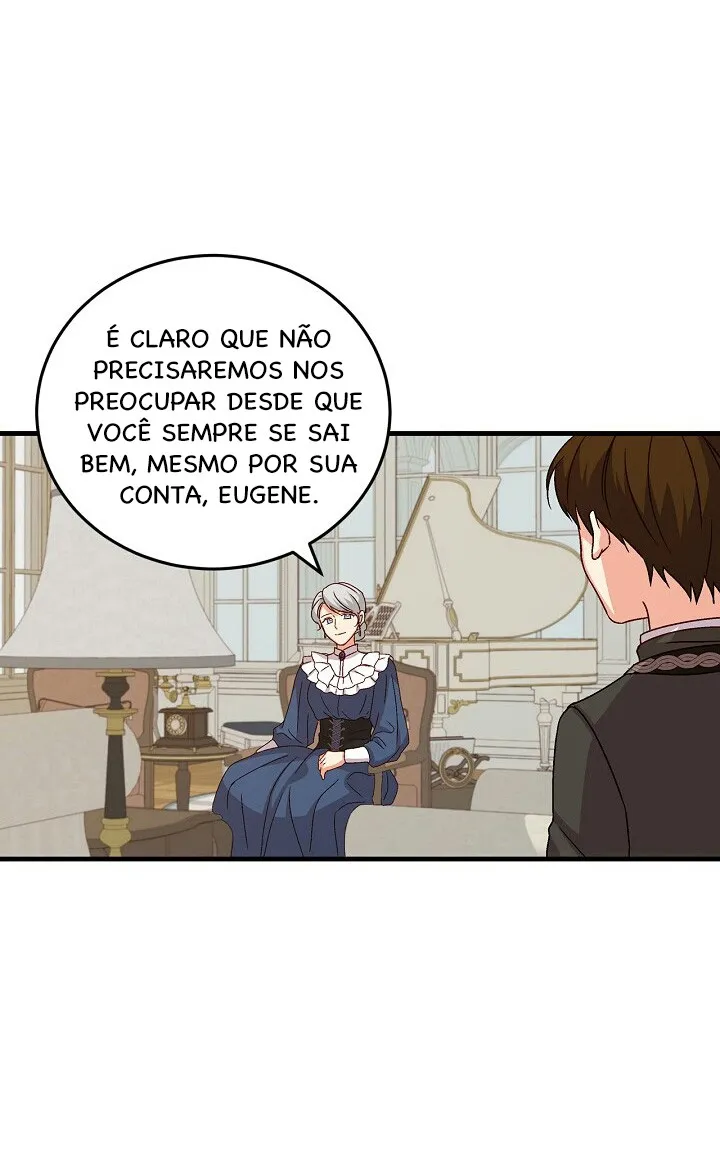 É CLARO QUE NÃO
PRECISAREMOS NOS
PREOCUPAR DESDE QUE
VOCÊ SEMPRE SE SAI
BEM, MESMO POR SUA
CONTA, EUGENE.